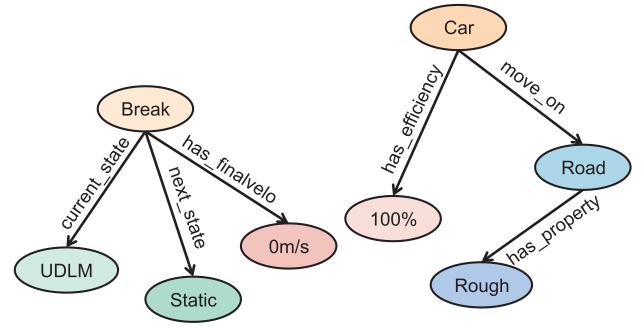 Car
has_efficiency
move_on
Break
current_state
next_state
has_finalvelo
Road
100%
has_property
0m/s
UDLM
Static
Rough